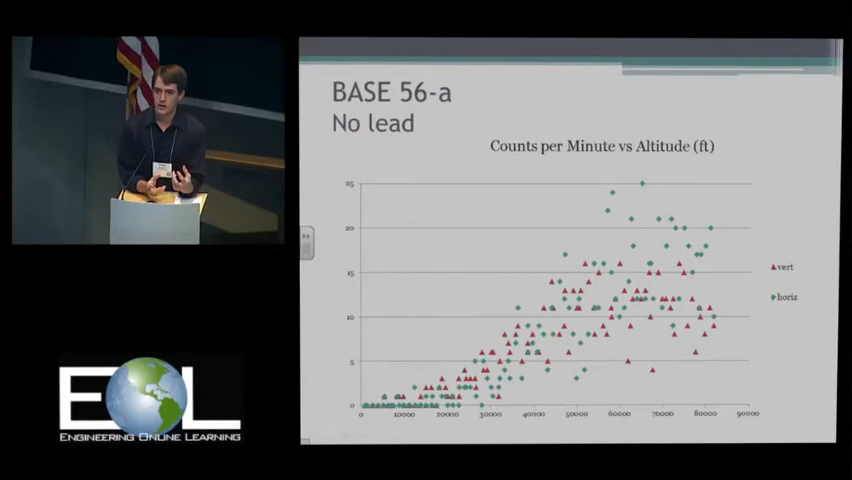 BASE 56-a
No lead
Counts per Minute vs Altitude (ft)
25
20
15
10
5
0
0 10000 20000 30000 40000 50000 60000 70000 80000 90000
vert
horiz
EOL
ENGINEERING ONLINE LEARNING